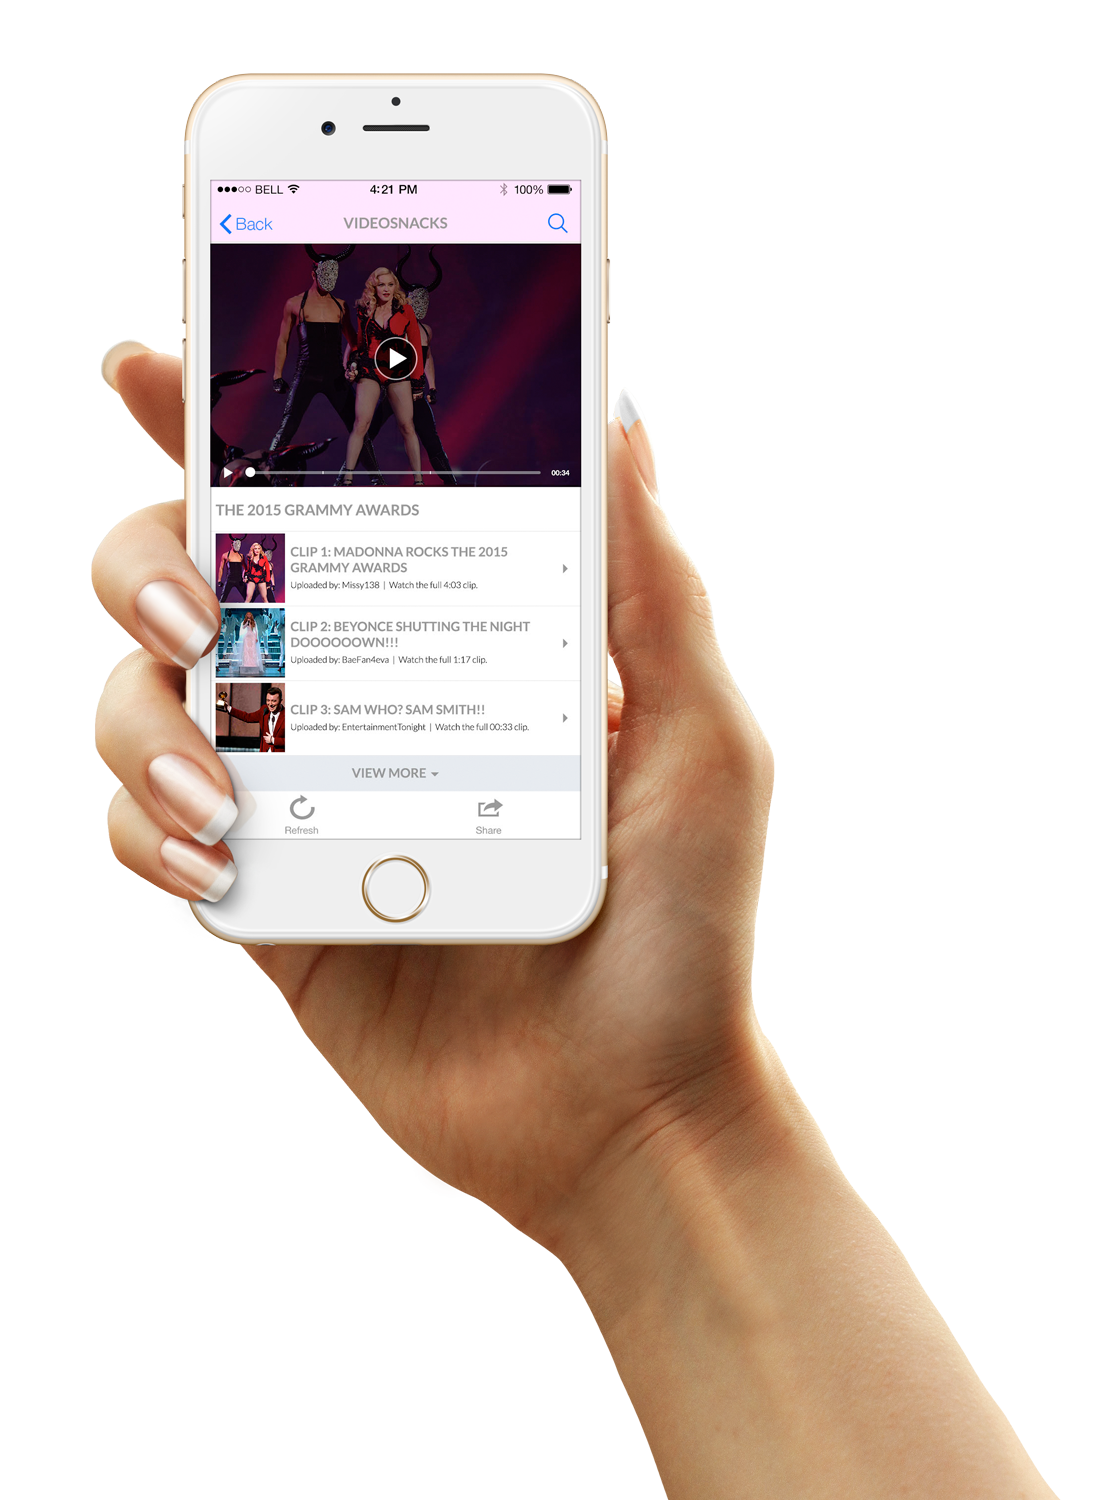 BELL 4:21 PM 100%
Back VIDEOSNACKS
00:34
THE 2015 GRAMMY AWARDS
CLIP 1: MADONNA ROCKS THE 2015
GRAMMY AWARDS
Uploaded by: Missy138 | Watch the full 4:03 clip.
CLIP 2: BEYONCE SHUTTING THE NIGHT
DOOOOOOWN!!!
Uploaded by: BaeFan4eva | Watch the full 1:17 clip.
CLIP 3: SAM WHO? SAM SMITH!!
Uploaded by: EntertainmentTonight | Watch the full 00:33 clip.
VIEW MORE
Refresh Share